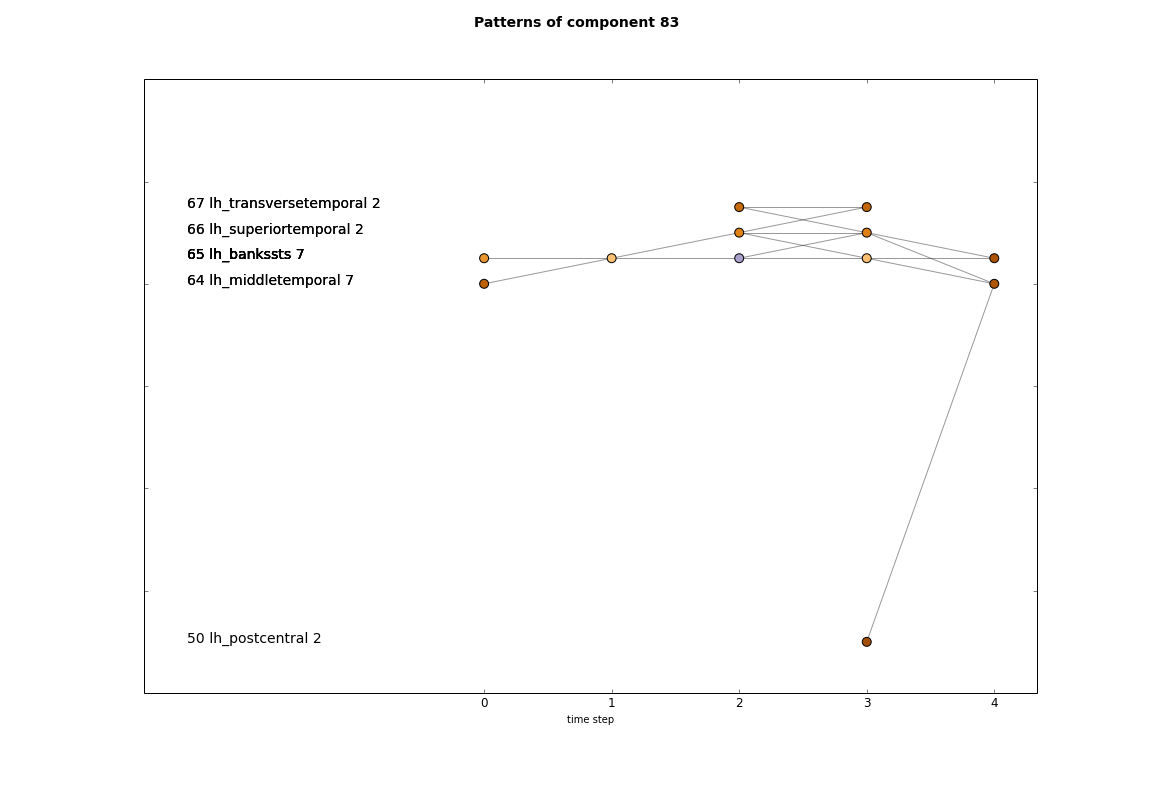 Patterns of component 83
67 lh_transversetemporal 2
66 lh_superiortemporal 2
65 lh_bankssts 7
64 lh_middletemporal 7
50 lh_postcentral 2
0 1 2 3 4
time step